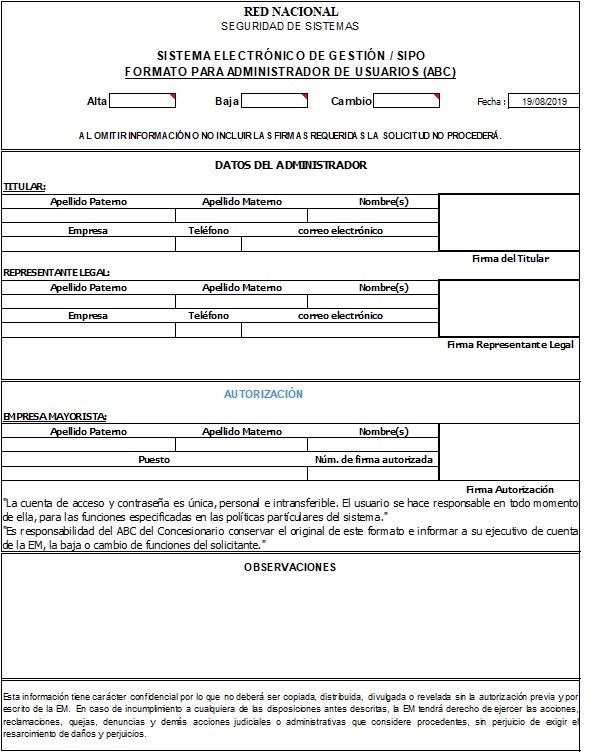 RED NACIONAL
SEGURIDAD DE SISTEMAS
SISTEMA ELECTRÓNICO DE GESTIÓN / SIPO
FORMATO PARA ADMINISTRADOR DE USUARIOS (ABC)
Alta Baja Cambio Fecha : 19/08/2019
AL OMITIR INFORMACIÓN O NO INCLUIR LAS FIRMAS REQUERIDAS LA SOLICITUD NO PROCEDERÁ.
DATOS DEL ADMINISTRADOR
TITULAR:
Apellido Paterno Apellido Materno Nombre(s)
Empresa Teléfono correo electrónico
Firma del Titular
REPRESENTANTE LEGAL:
Apellido Paterno Apellido Materno Nombre(s)
Empresa Teléfono correo electrónico
Firma Representante Legal
AUTORIZACIÓN
EMPRESA MAYORISTA:
Apellido Paterno Apellido Materno Nombre(s)
Puesto Núm. de firma autorizada
Firma Autorización
"La cuenta de acceso y contraseña es única, personal e intransferible. El usuario se hace responsable en todo momento
de ella, para las funciones especificadas en las políticas particulares del sistema."
"Es responsabilidad del ABC del Concesionario conservar el original de este formato e informar a su ejecutivo de cuenta
de la EM, la baja o cambio de funciones del solicitante."
OBSERVACIONES
Esta información tiene carácter confidencial por lo que no deberá ser copiada, distribuida, divulgada o revelada sin la autorización previa y por
escrito de la EM. En caso de incumplimiento a cualquiera de las disposiciones antes descritas, la EM tendrá derecho de ejercer las acciones,
reclamaciones, quejas, denuncias y demás acciones judiciales o administrativas que considere procedentes, sin perjuicio de exigir el
resarcimiento de daños y perjuicios.